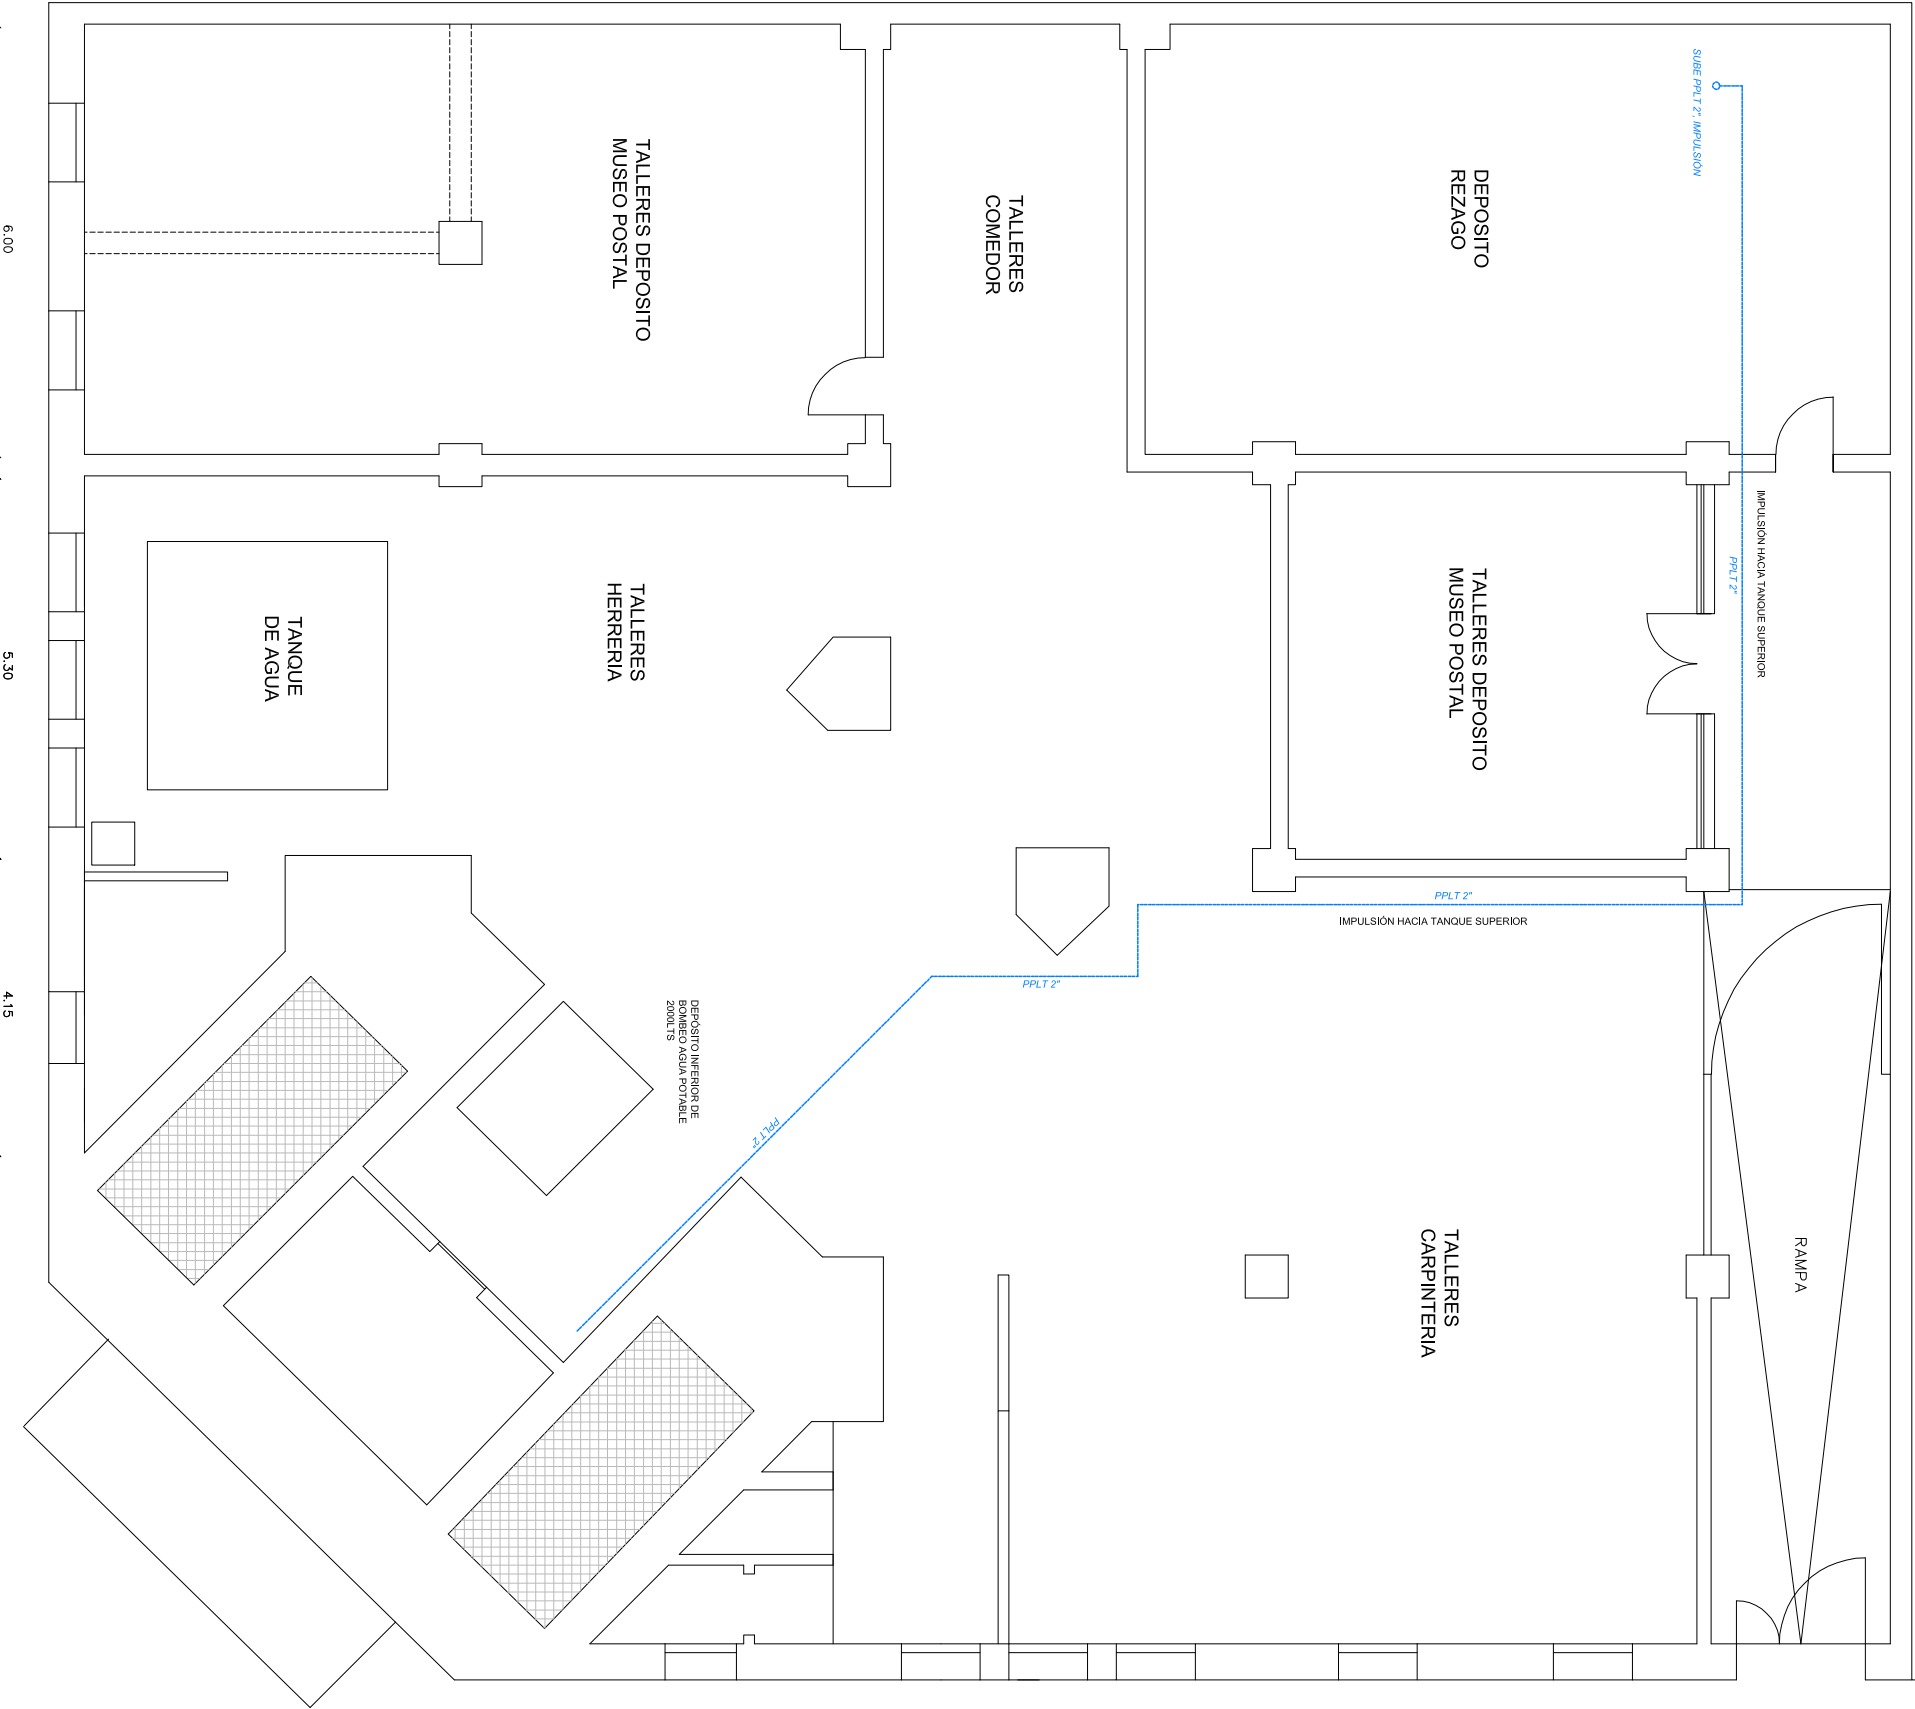 SUBE PPLT 2", IMPULSIÓN
DEPOSITO
REZAGO
TALLERES
COMEDOR
TALLERES DEPOSITO
MUSEO POSTAL
6.00
IMPULSIÓN HACIA TANQUE SUPERIOR
PPLT 2"
TALLERES DEPOSITO
MUSEO POSTAL
TALLERES
HERRERIA
TANQUE
DE AGUA
5.30
PPLT 2"
IMPULSIÓN HACIA TANQUE SUPERIOR
PPLT 2"
DEPÓSITO INFERIOR DE
BOMBEO AGUA POTABLE
2000LTS
4.15
PPLT 2"
RAMPA
TALLERES
CARPINTERIA